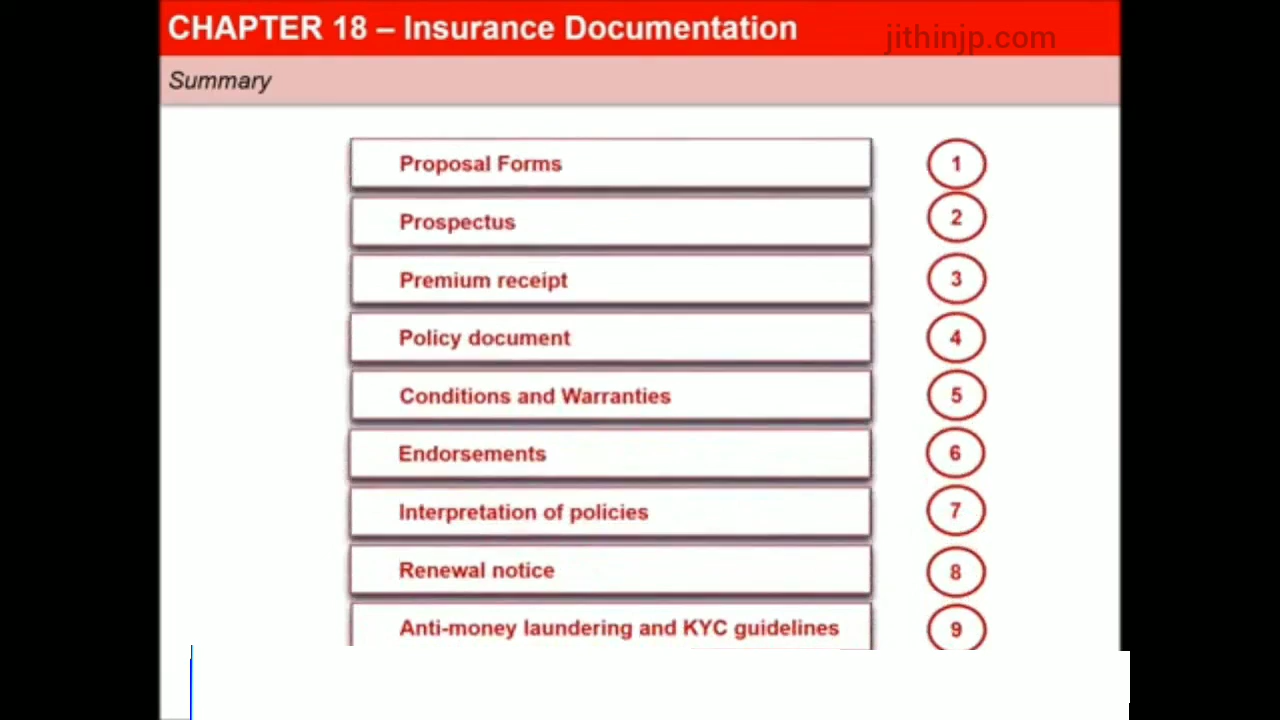 CHAPTER 18 – Insurance Documentation
jithinjp.com
Summary
Proposal Forms 1
Prospectus 2
Premium receipt 3
Policy document 4
Conditions and Warranties 5
Endorsements 6
Interpretation of policies 7
Renewal notice 8
Anti-money laundering and KYC guidelines 9